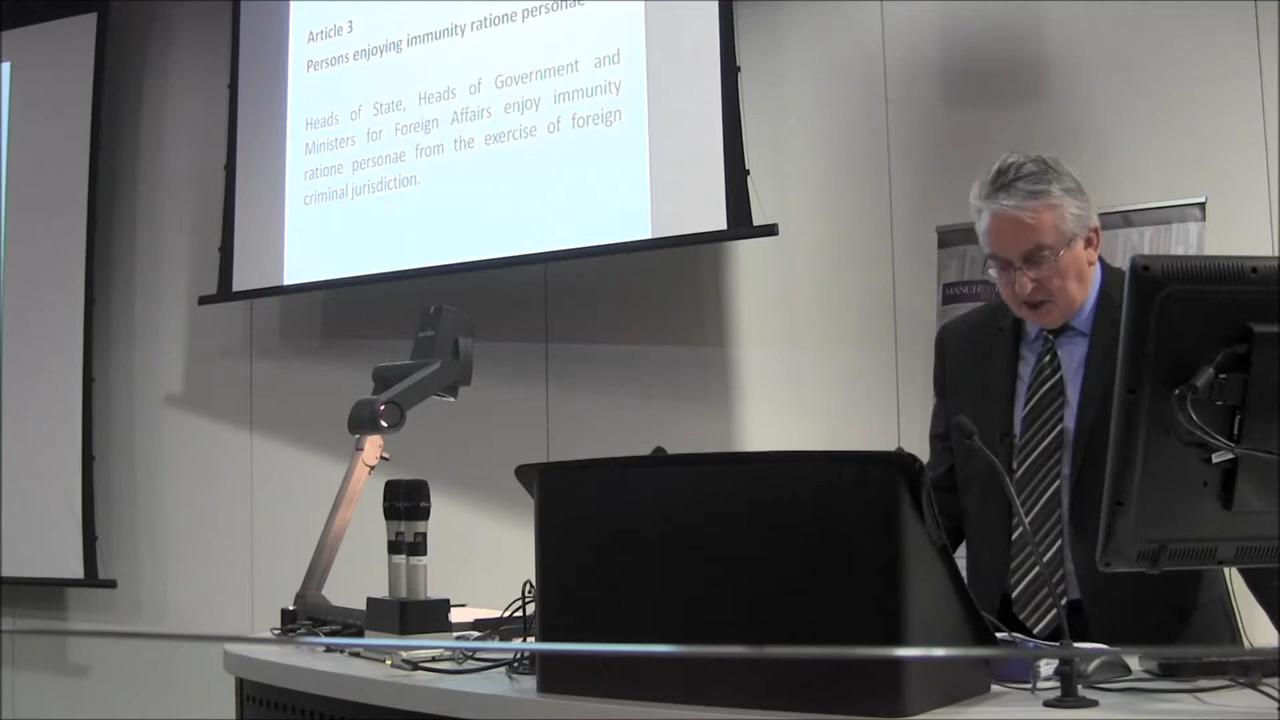 Article 3
Persons enjoying immunity ratione personae
Heads of State, Heads of Government and
Ministers for Foreign Affairs enjoy immunity
ratione personae from the exercise of foreign
criminal jurisdiction.